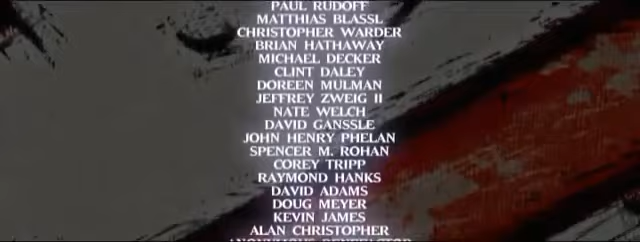 PAUL RUDOFF
MATTHIAS BLASSL
CHRISTOPHER WARDER
BRIAN HATHAWAY
MICHAEL DECKER
CLINT DALEY
DOREEN MULMAN
JEFFREY ZWEIG II
NATE WELCH
DAVID GANSSLE
JOHN HENRY PHELAN
SPENCER M. ROHAN
COREY TRIPP
RAYMOND HANKS
DAVID ADAMS
DOUG MEYER
KEVIN JAMES
ALAN CHRISTOPHER
ANONYMOUS BENEFACTOR